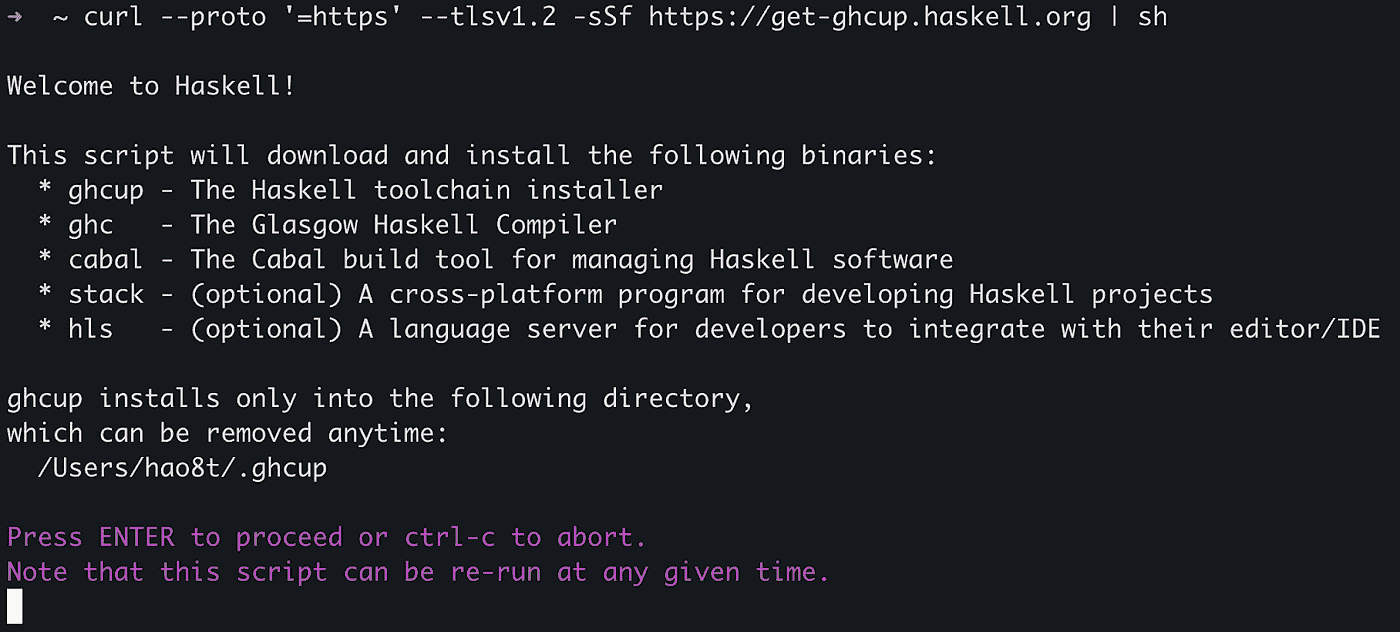 ➜  ~ curl --proto '=https' --tlsv1.2 -sSf https://get-ghcup.haskell.org | sh
Welcome to Haskell!
This script will download and install the following binaries:
  * ghcup - The Haskell toolchain installer
  * ghc   - The Glasgow Haskell Compiler
  * cabal - The Cabal build tool for managing Haskell software
  * stack - (optional) A cross-platform program for developing Haskell projects
  * hls   - (optional) A language server for developers to integrate with their editor/IDE
ghcup installs only into the following directory,
which can be removed anytime:
  /Users/hao8t/.ghcup
Press ENTER to proceed or ctrl-c to abort.
Note that this script can be re-run at any given time.